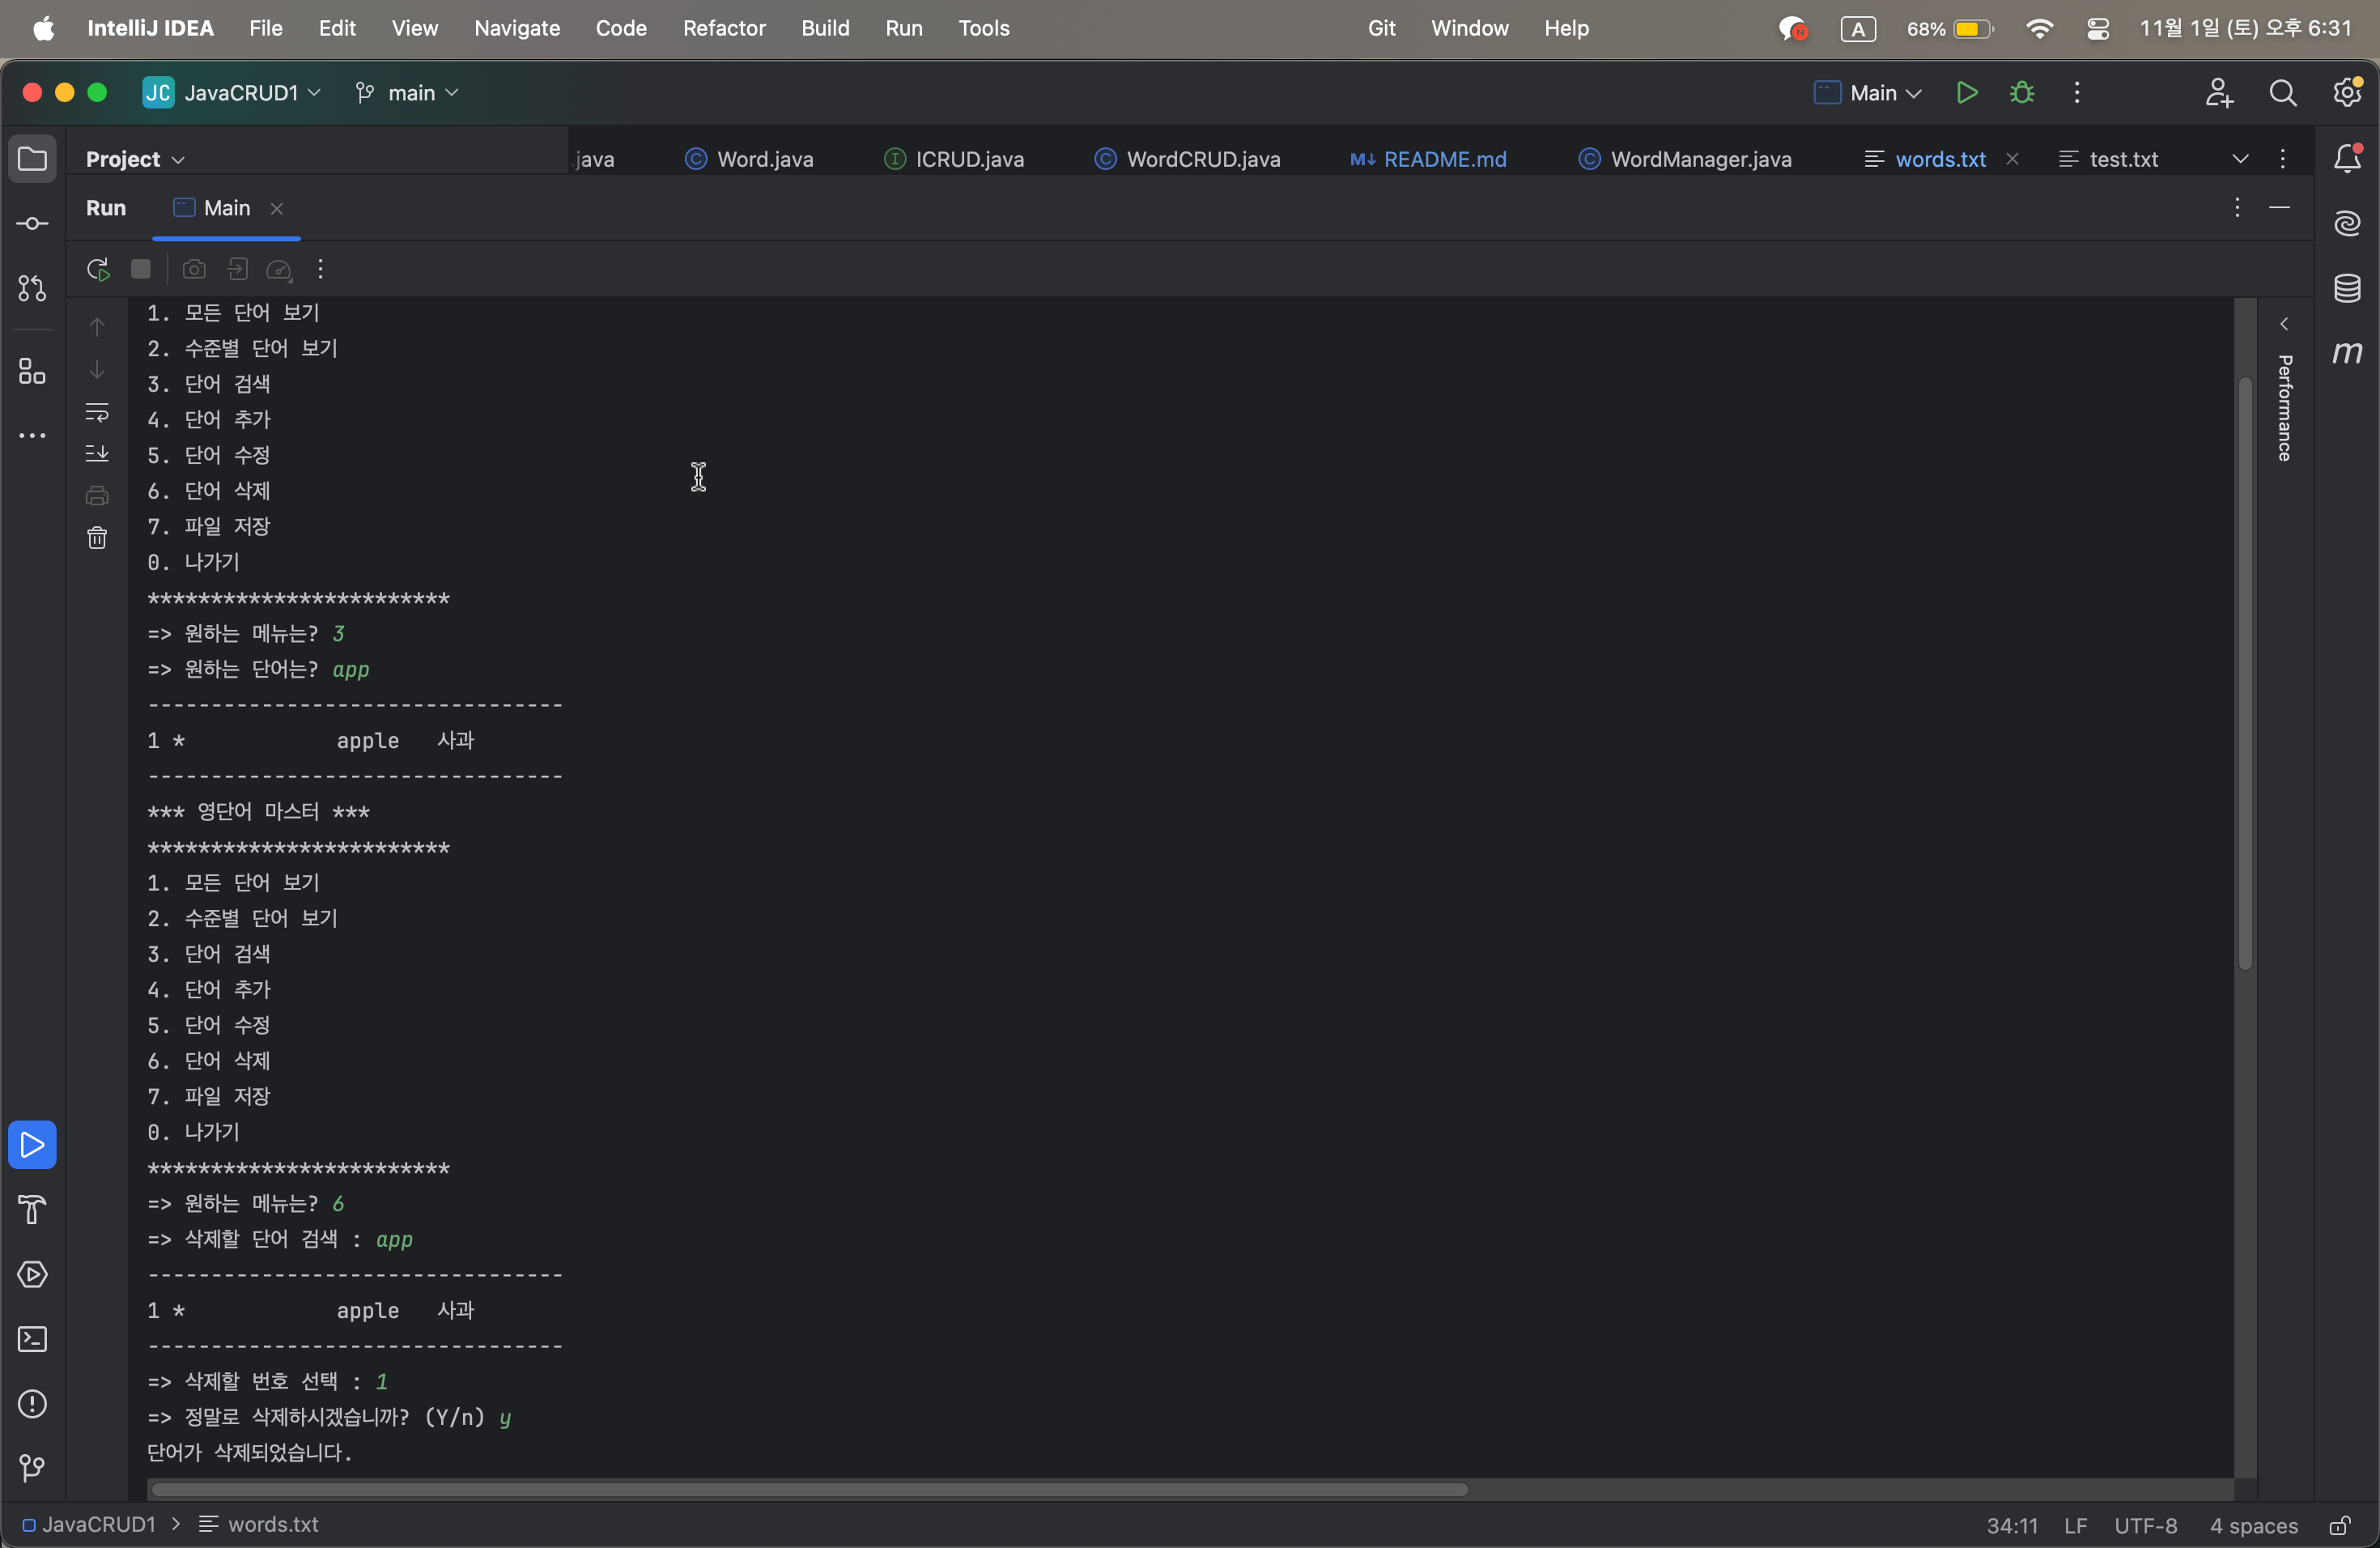 IntelliJ IDEA File Edit View Navigate Code Refactor Build Run Tools Git Window Help N A 68% 11월 1일 (토) 오후 6:31
JC JavaCRUD1 main Main
Project .java Word.java ICRUD.java WordCRUD.java README.md WordManager.java words.txt test.txt
Run Main
1. 모든 단어 보기
2. 수준별 단어 보기
3. 단어 검색
4. 단어 추가
5. 단어 수정
6. 단어 삭제
7. 파일 저장
0. 나가기
************************
=> 원하는 메뉴는? 3
=> 원하는 단어는? app
---------------------------------
1 * apple 사과
---------------------------------
*** 영단어 마스터 ***
************************
1. 모든 단어 보기
2. 수준별 단어 보기
3. 단어 검색
4. 단어 추가
5. 단어 수정
6. 단어 삭제
7. 파일 저장
0. 나가기
************************
=> 원하는 메뉴는? 6
=> 삭제할 단어 검색 : app
---------------------------------
1 * apple 사과
---------------------------------
=> 삭제할 번호 선택 : 1
=> 정말로 삭제하시겠습니까? (Y/n) y
단어가 삭제되었습니다.
Performance
JavaCRUD1 > words.txt 34:11 LF UTF-8 4 spaces